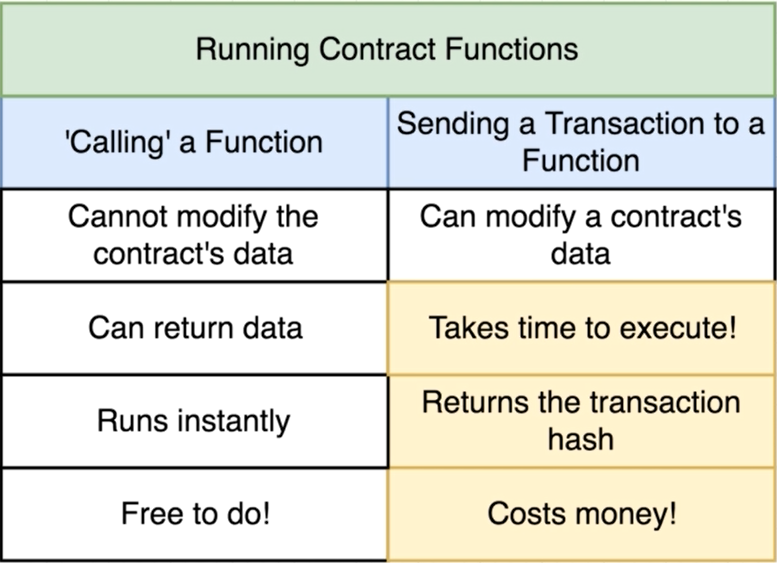 Running Contract Functions
'Calling' a Function
Sending a Transaction to a
Function
Cannot modify the
contract's data
Can modify a contract's
data
Can return data
Takes time to execute!
Runs instantly
Returns the transaction
hash
Free to do!
Costs money!